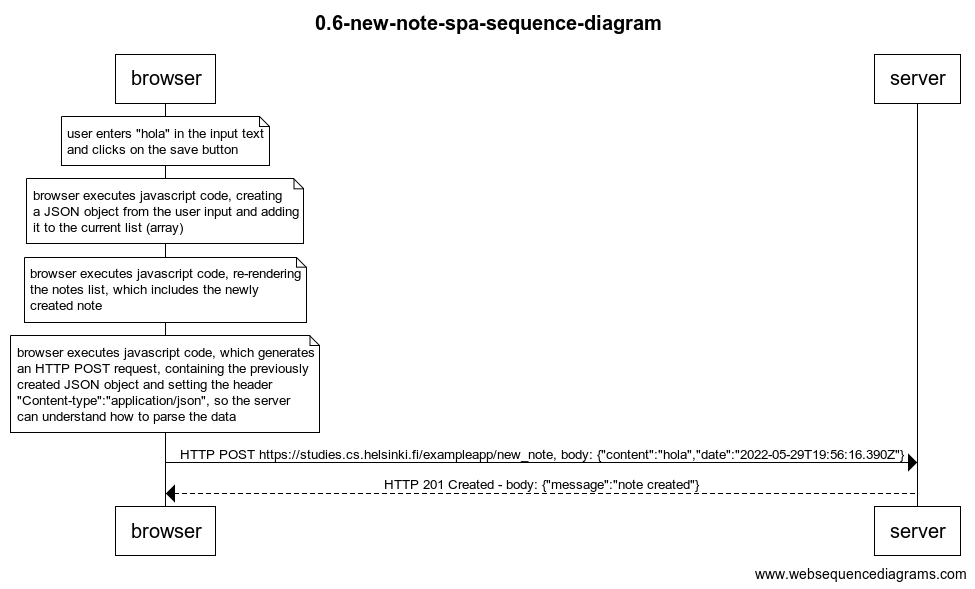 0.6-new-note-spa-sequence-diagram
browser
server
user enters "hola" in the input text
and clicks on the save button
browser executes javascript code, creating
a JSON object from the user input and adding
it to the current list (array)
browser executes javascript code, re-rendering
the notes list, which includes the newly
created note
browser executes javascript code, which generates
an HTTP POST request, containing the previously
created JSON object and setting the header
"Content-type":"application/json", so the server
can understand how to parse the data
HTTP POST https://studies.cs.helsinki.fi/exampleapp/new_note, body: {"content":"hola","date":"2022-05-29T19:56:16.390Z"}
HTTP 201 Created - body: {"message":"note created"}
browser
server
www.websequencediagrams.com